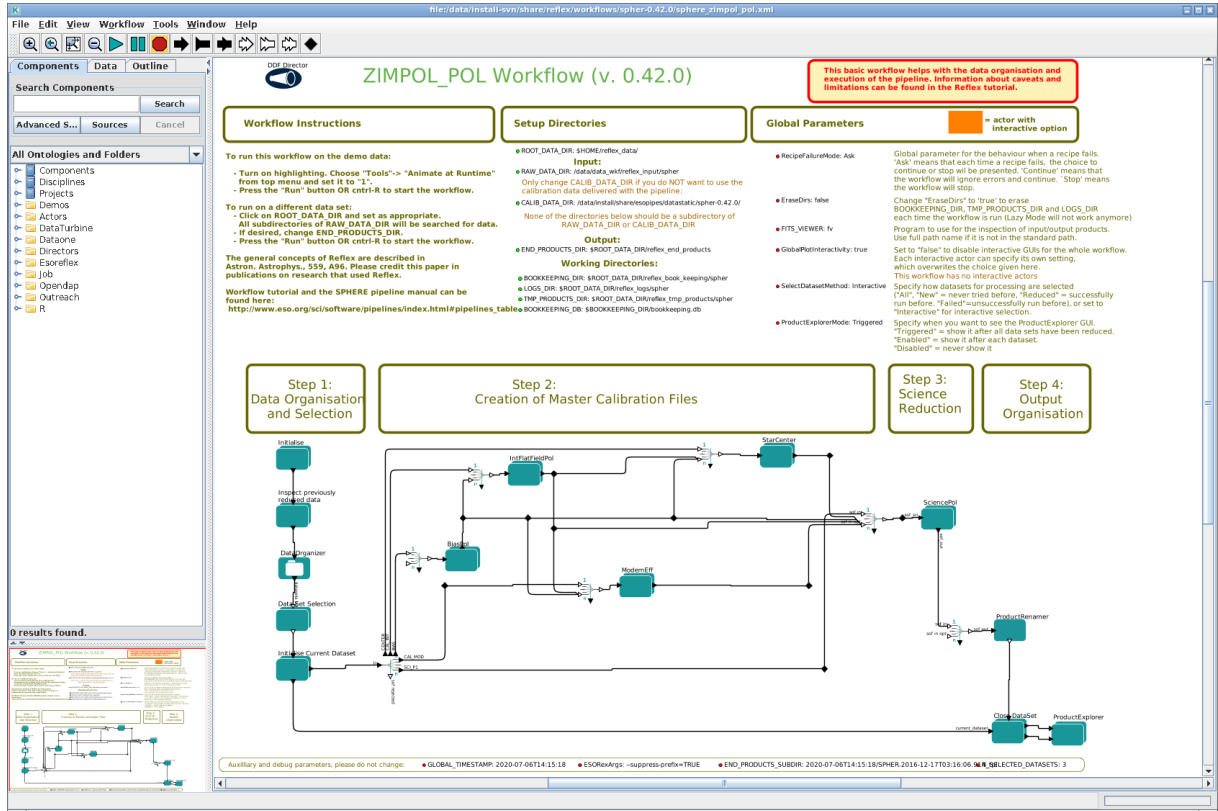 file:/data/install-svn/share/reflex/workflows/spher-0.42.0/sphere_zimpol_pol.xml
File Edit View Workflow Tools Window Help
Components Data Outline
Search Components
Search
Advanced S... Sources Cancel
All Ontologies and Folders
Components
Disciplines
Projects
Demos
Actors
DataTurbine
Dataone
Directors
Esoreflex
Job
Opendap
Outreach
R
0 results found.
DDF Director
ZIMPOL_POL Workflow (v. 0.42.0)
This basic workflow helps with the data organisation and
execution of the pipeline. Information about caveats and
limitations can be found in the Reflex tutorial.
Workflow Instructions
Setup Directories
Global Parameters
= actor with
interactive option
To run this workflow on the demo data:
- Turn on highlighting. Choose "Tools"-> "Animate at Runtime"
from top menu and set it to "1".
- Press the "Run" button OR cntrl-R to start the workflow.
To run on a different data set:
- Click on ROOT_DATA_DIR and set as appropriate.
All subdirectories of RAW_DATA_DIR will be searched for data.
- If desired, change END_PRODUCTS_DIR.
- Press the "Run" button OR cntrl-R to start the workflow.
The general concepts of Reflex are described in
Astron. Astrophys., 559, A96. Please credit this paper in
publications on research that used Reflex.
Workflow tutorial and the SPHERE pipeline manual can be
found here:
http://www.eso.org/sci/software/pipelines/index.html#pipelines_table
ROOT_DATA_DIR: $HOME/reflex_data/
Input:
RAW_DATA_DIR: /data/data_wkf/reflex_input/spher
Only change CALIB_DATA_DIR if you do NOT want to use the
calibration data delivered with the pipeline:
CALIB_DATA_DIR: /data/install/share/esopipes/datastatic/spher-0.42.0/
None of the directories below should be a subdirectory of
RAW_DATA_DIR or CALIB_DATA_DIR
Output:
END_PRODUCTS_DIR: $ROOT_DATA_DIR/reflex_end_products
Working Directories:
BOOKKEEPING_DIR: $ROOT_DATA_DIR/reflex_book_keeping/spher
LOGS_DIR: $ROOT_DATA_DIR/reflex_logs/spher
TMP_PRODUCTS_DIR: $ROOT_DATA_DIR/reflex_tmp_products/spher
BOOKKEEPING_DB: $ROOT_DATA_DIR/bookkeeping.db
RecipeFailureMode: Ask
Global parameter for the behaviour when a recipe fails.
'Ask' means that each time a recipe fails, the choice to
continue or stop wil be presented. 'Continue' means that
the workflow will ignore errors and continue. `Stop' means
the workflow will stop.
EraseDirs: false
Change "EraseDirs" to 'true' to erase
BOOKKEEPING_DIR, TMP_PRODUCTS_DIR and LOGS_DIR
each time the workflow is run (Lazy Mode will not work anymore)
FITS_VIEWER: fv
Program to use for the inspection of input/output products.
Use full path name if it is not in the standard path.
GlobalPlotInteractivity: true
Set to "false" to disable interactive GUIs for the whole workflow.
Each interactive actor can specify its own setting,
which overwrites the choice given here.
This workflow has no interactive actors
SelectDatasetMethod: Interactive
Specify how datasets for processing are selected
("All", "New" = never tried before, "Reduced" = successfully
run before. "Failed"=unsuccessfully run before), or set to
"Interactive" for interactive selection.
ProductExplorerMode: Triggered
Specify when you want to see the ProductExplorer GUI.
"Triggered" = show it after all data sets have been reduced.
"Enabled" = show it after each dataset.
"Disabled" = never show it
Step 1:
Data Organisation
and Selection
Step 2:
Creation of Master Calibration Files
Step 3:
Science
Reduction
Step 4:
Output
Organisation
Initialise
Inspect previously
reduced data
DataOrganizer
DataSet Selection
Initialise Current Dataset
IntFlatFieldPol
StarCenter
BiasPol
ModemEff
SciencePol
ProductRenamer
Close DataSet
ProductExplorer
CAL_MOD
SCI_P1
current_dataset
Auxilliary and debug parameters, please do not change:
GLOBAL_TIMESTAMP: 2020-07-06T14:15:18
ESORexArgs: --suppress-prefix=TRUE
END_PRODUCTS_SUBDIR: 2020-07-06T14:15:18/SPHER.2016-12-17T03:16:06.
SELECTED_DATASETS: 3